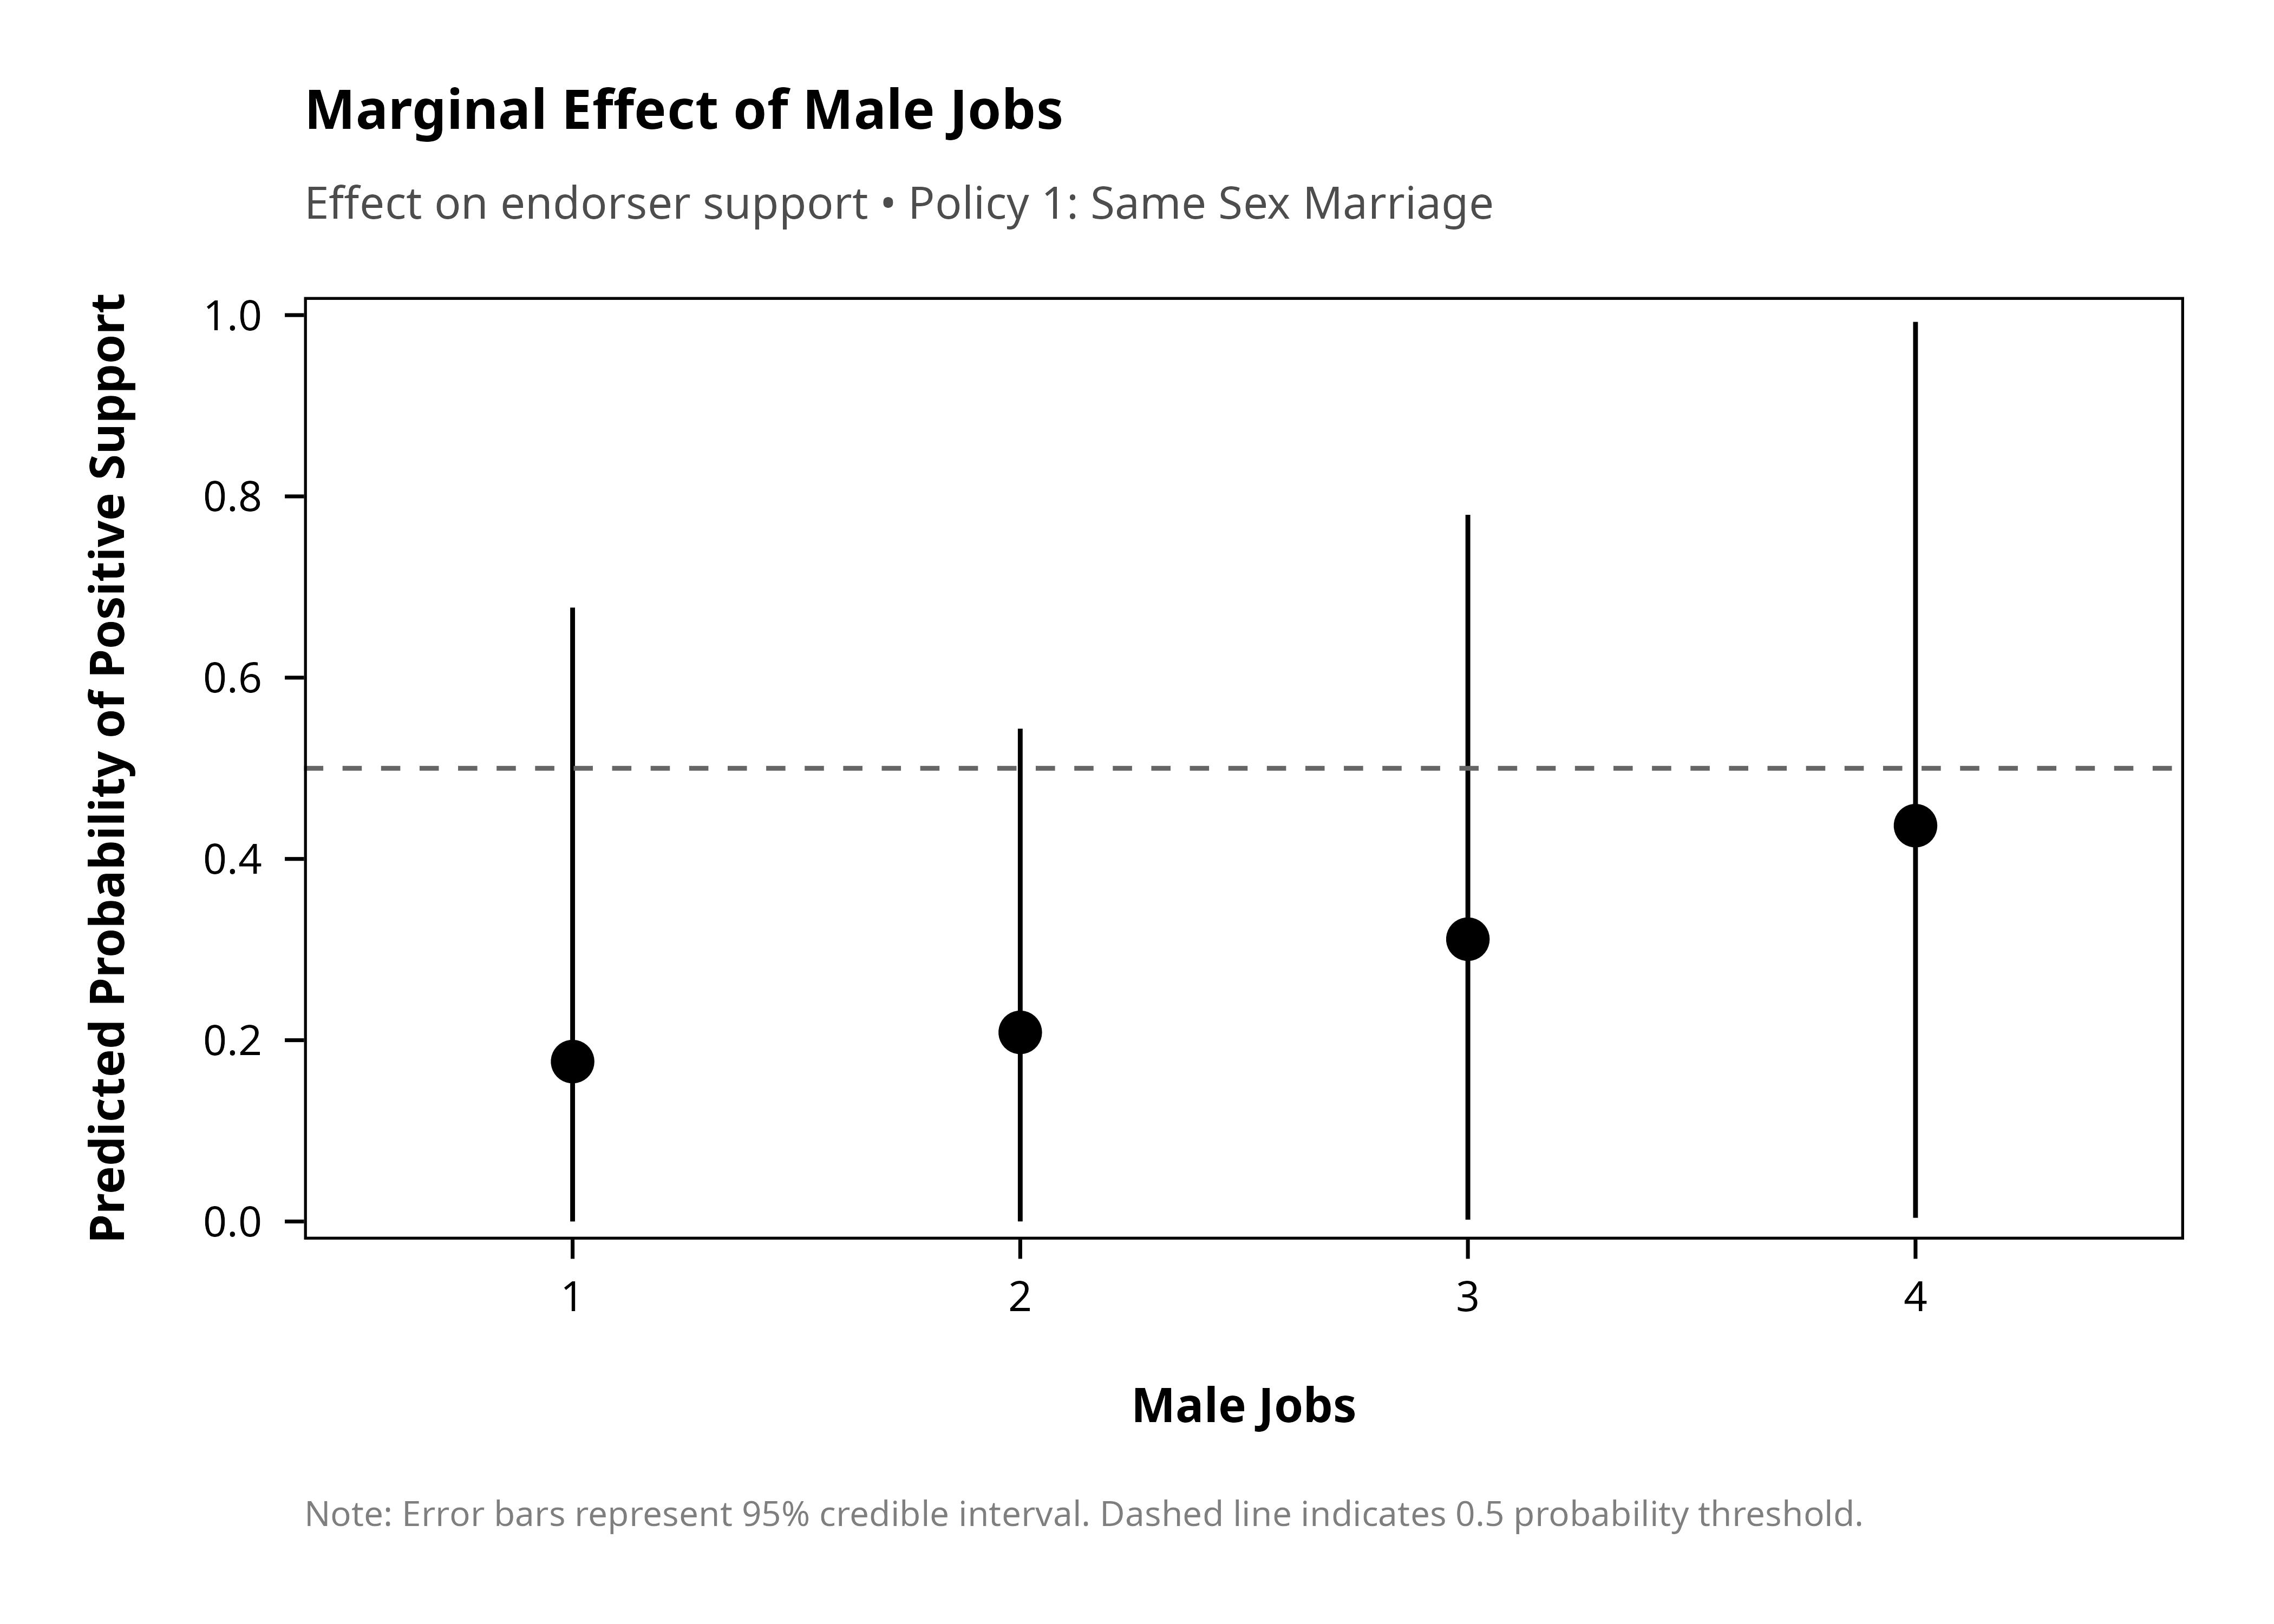 Marginal Effect of Male Jobs
Effect on endorser support • Policy 1: Same Sex Marriage
Predicted Probability of Positive Support
1.0
0.8
0.6
0.4
0.2
0.0
1
2
3
4
Male Jobs
Note: Error bars represent 95% credible interval. Dashed line indicates 0.5 probability threshold.